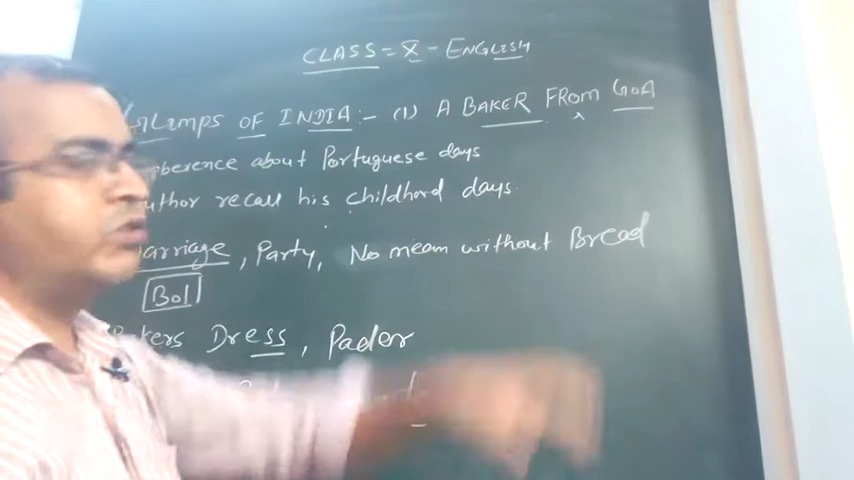 CLASS = X - ENGLISH
GLIMPS OF INDIA :- (1) A BAKER FROM GOA
about Portuguese days
author recall his childhood days.
marriage, Party, No mean without Bread
Bol
Bakers Dress, Pader